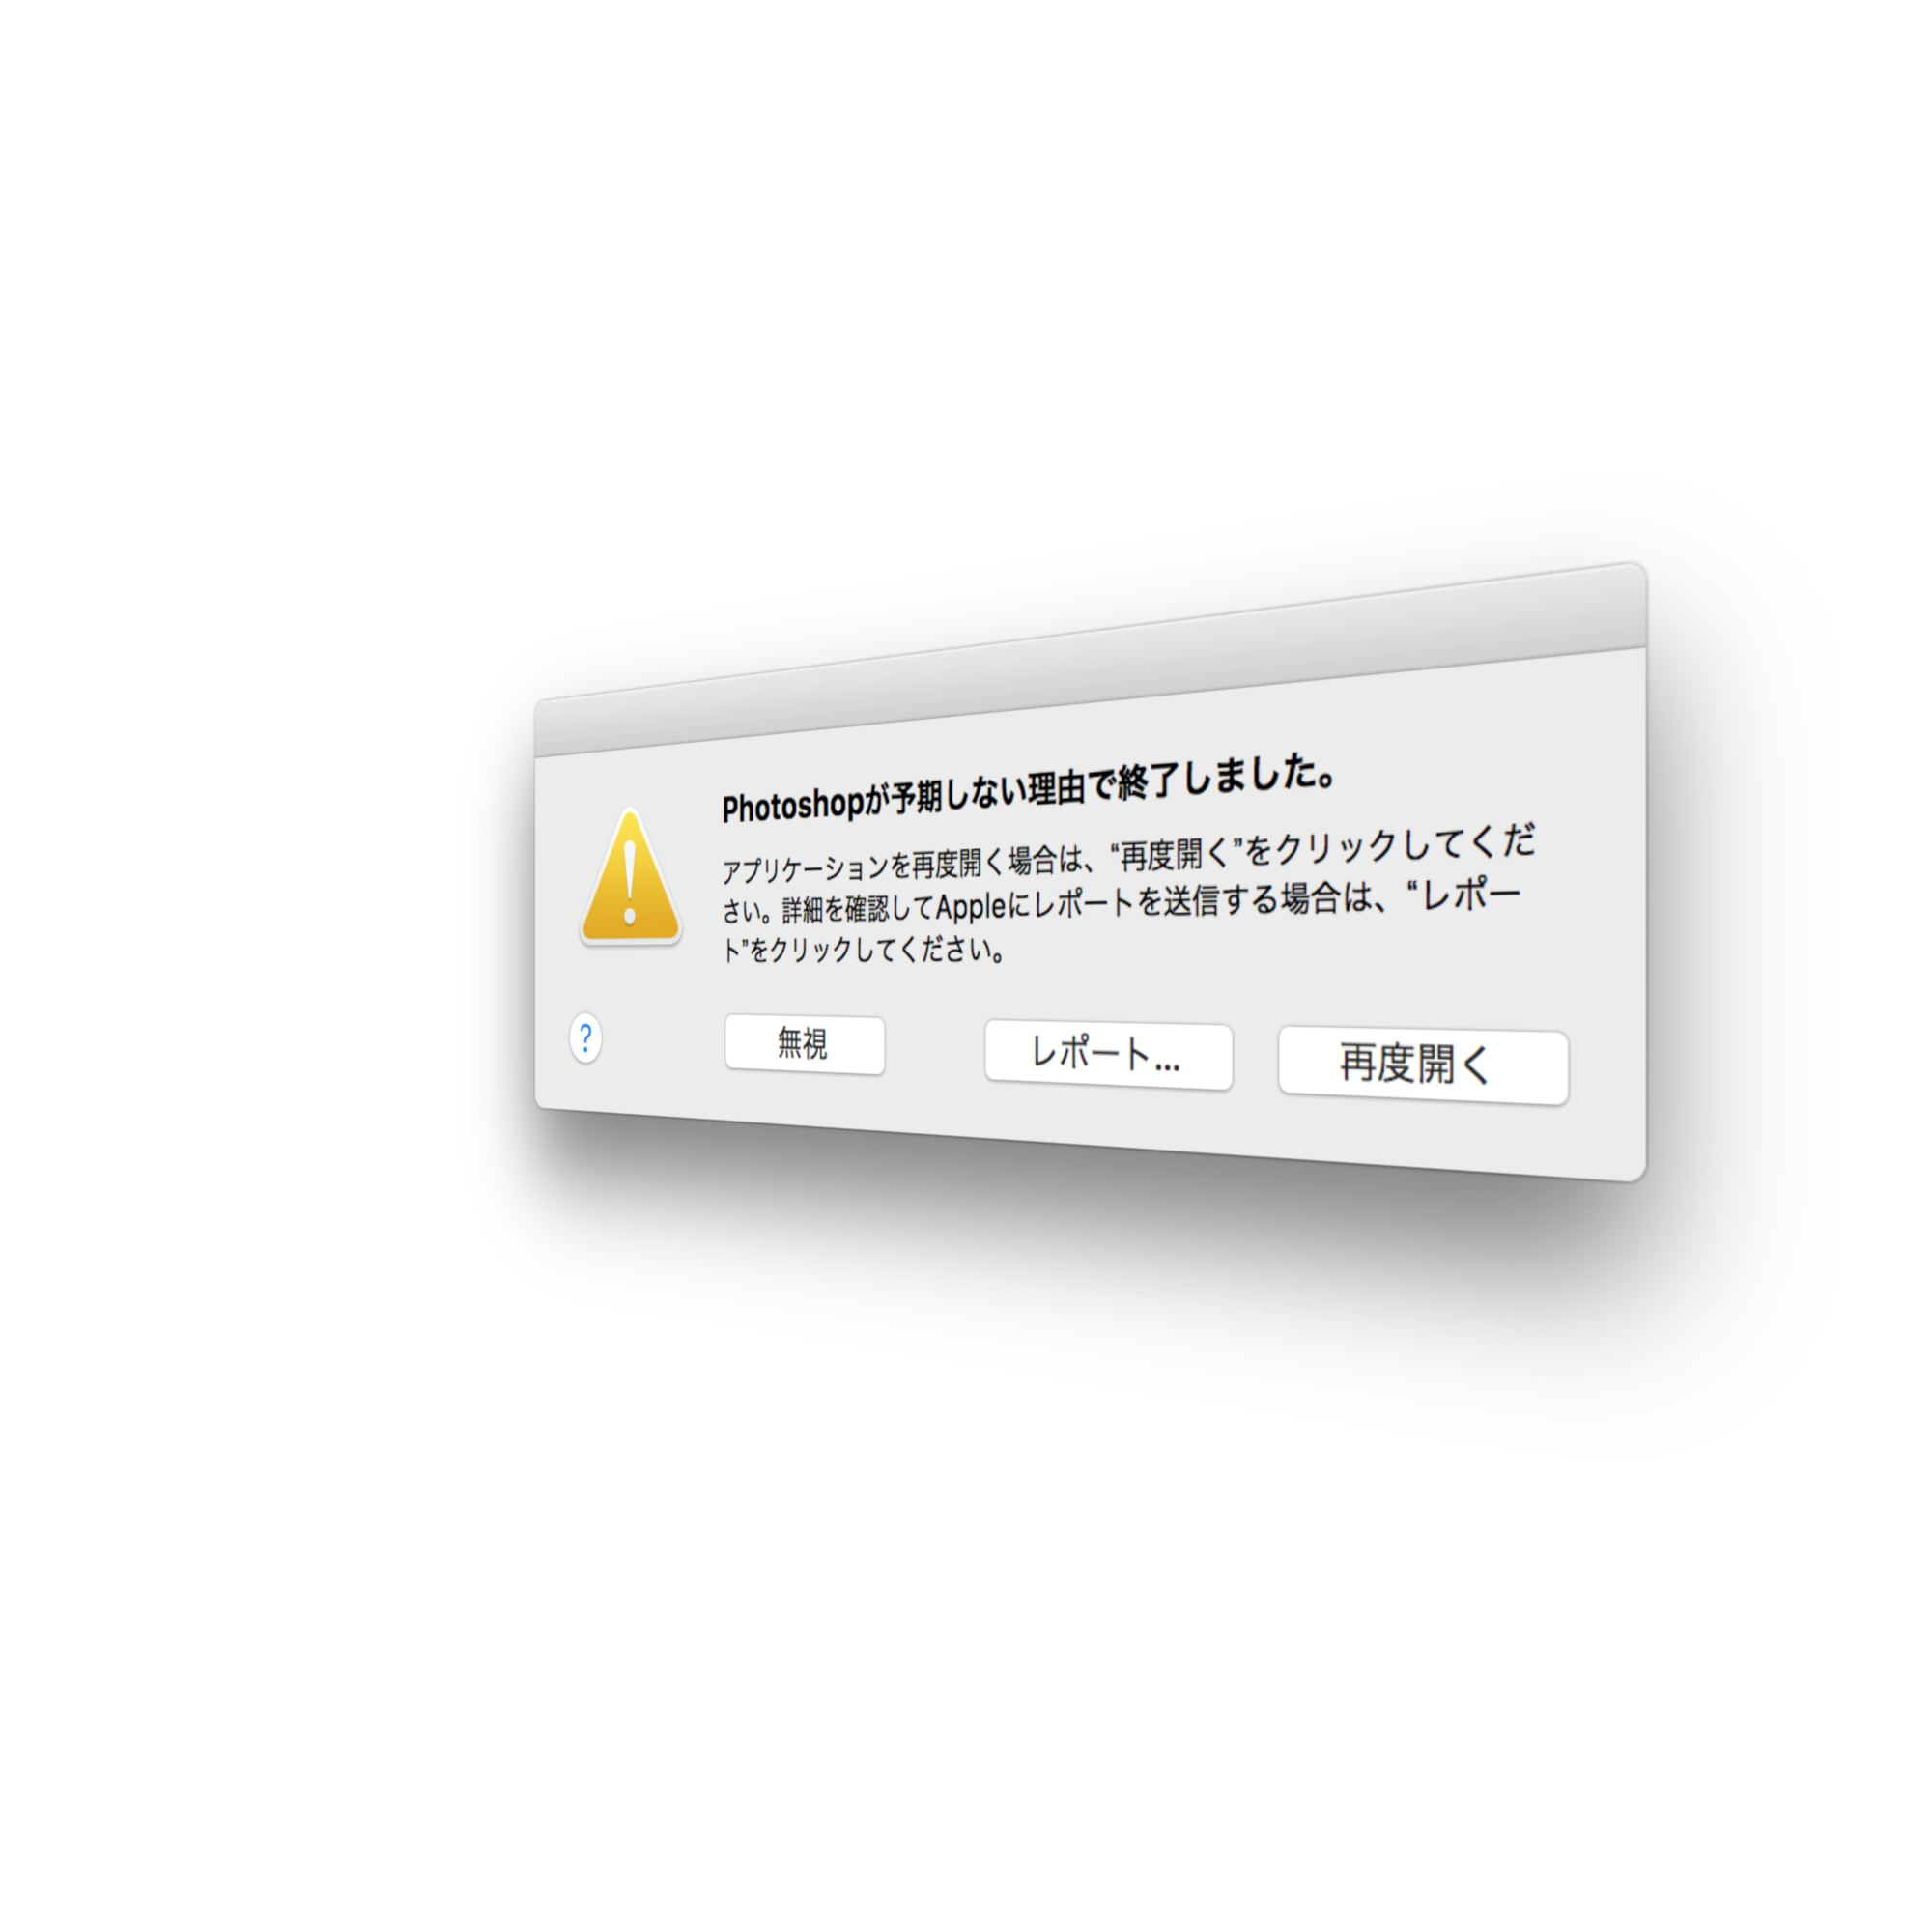 Photoshopが予期しない理由で終了しました。
アプリケーションを再度開く場合は、“再度開く”をクリックしてくだ
さい。詳細を確認してAppleにレポートを送信する場合は、“レポー
ト”をクリックしてください。
?
無視
レポート...
再度開く